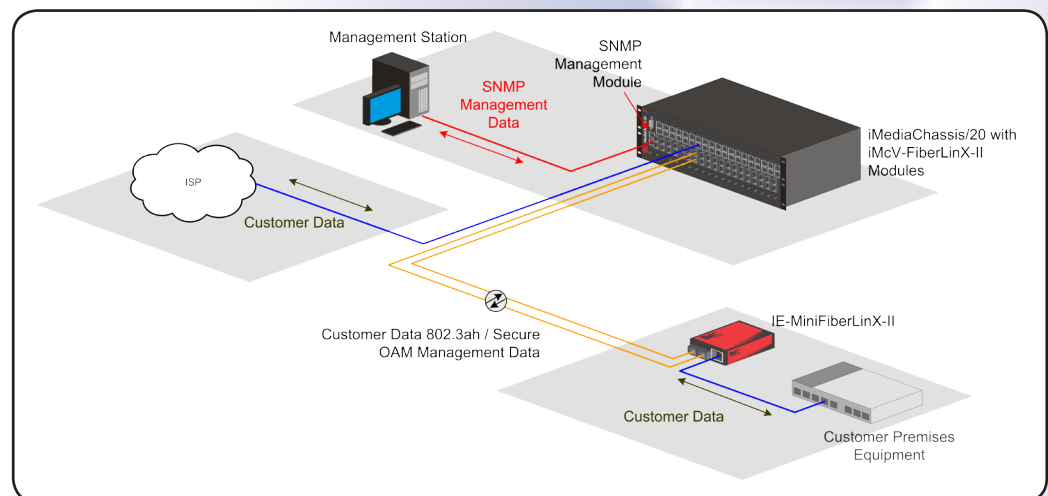 Management Station
SNMP
Management
Module
SNMP
Management
Data
iMediaChassis/20 with
iMcV-FiberLinX-II
Modules
ISP
Customer Data
Customer Data 802.3ah / Secure
OAM Management Data
IE-MiniFiberLinX-II
Customer Data
Customer Premises
Equipment